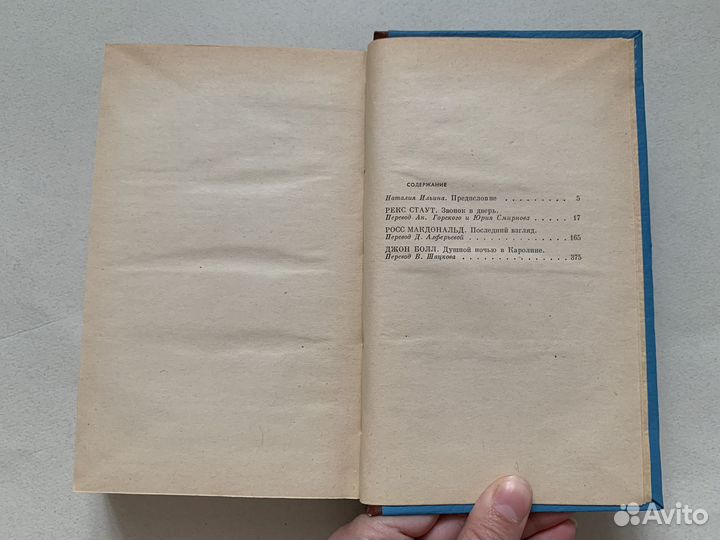 СОДЕРЖАНИЕ
Наталия Ильина. Предисловие . . . . . . . . 5
РЕКС СТАУТ. Звонок в дверь.
Перевод Ан. Горского и Юрия Смирнова . . . . . 17
РОСС МАКДОНАЛЬД. Последний взгляд.
Перевод Д. Алферьевой . . . . . . . . . . . . 165
ДЖОН БОЛЛ. Душной ночью в Каролине.
Перевод В. Шацкова . . . . . . . . . . . . . 375
Avito